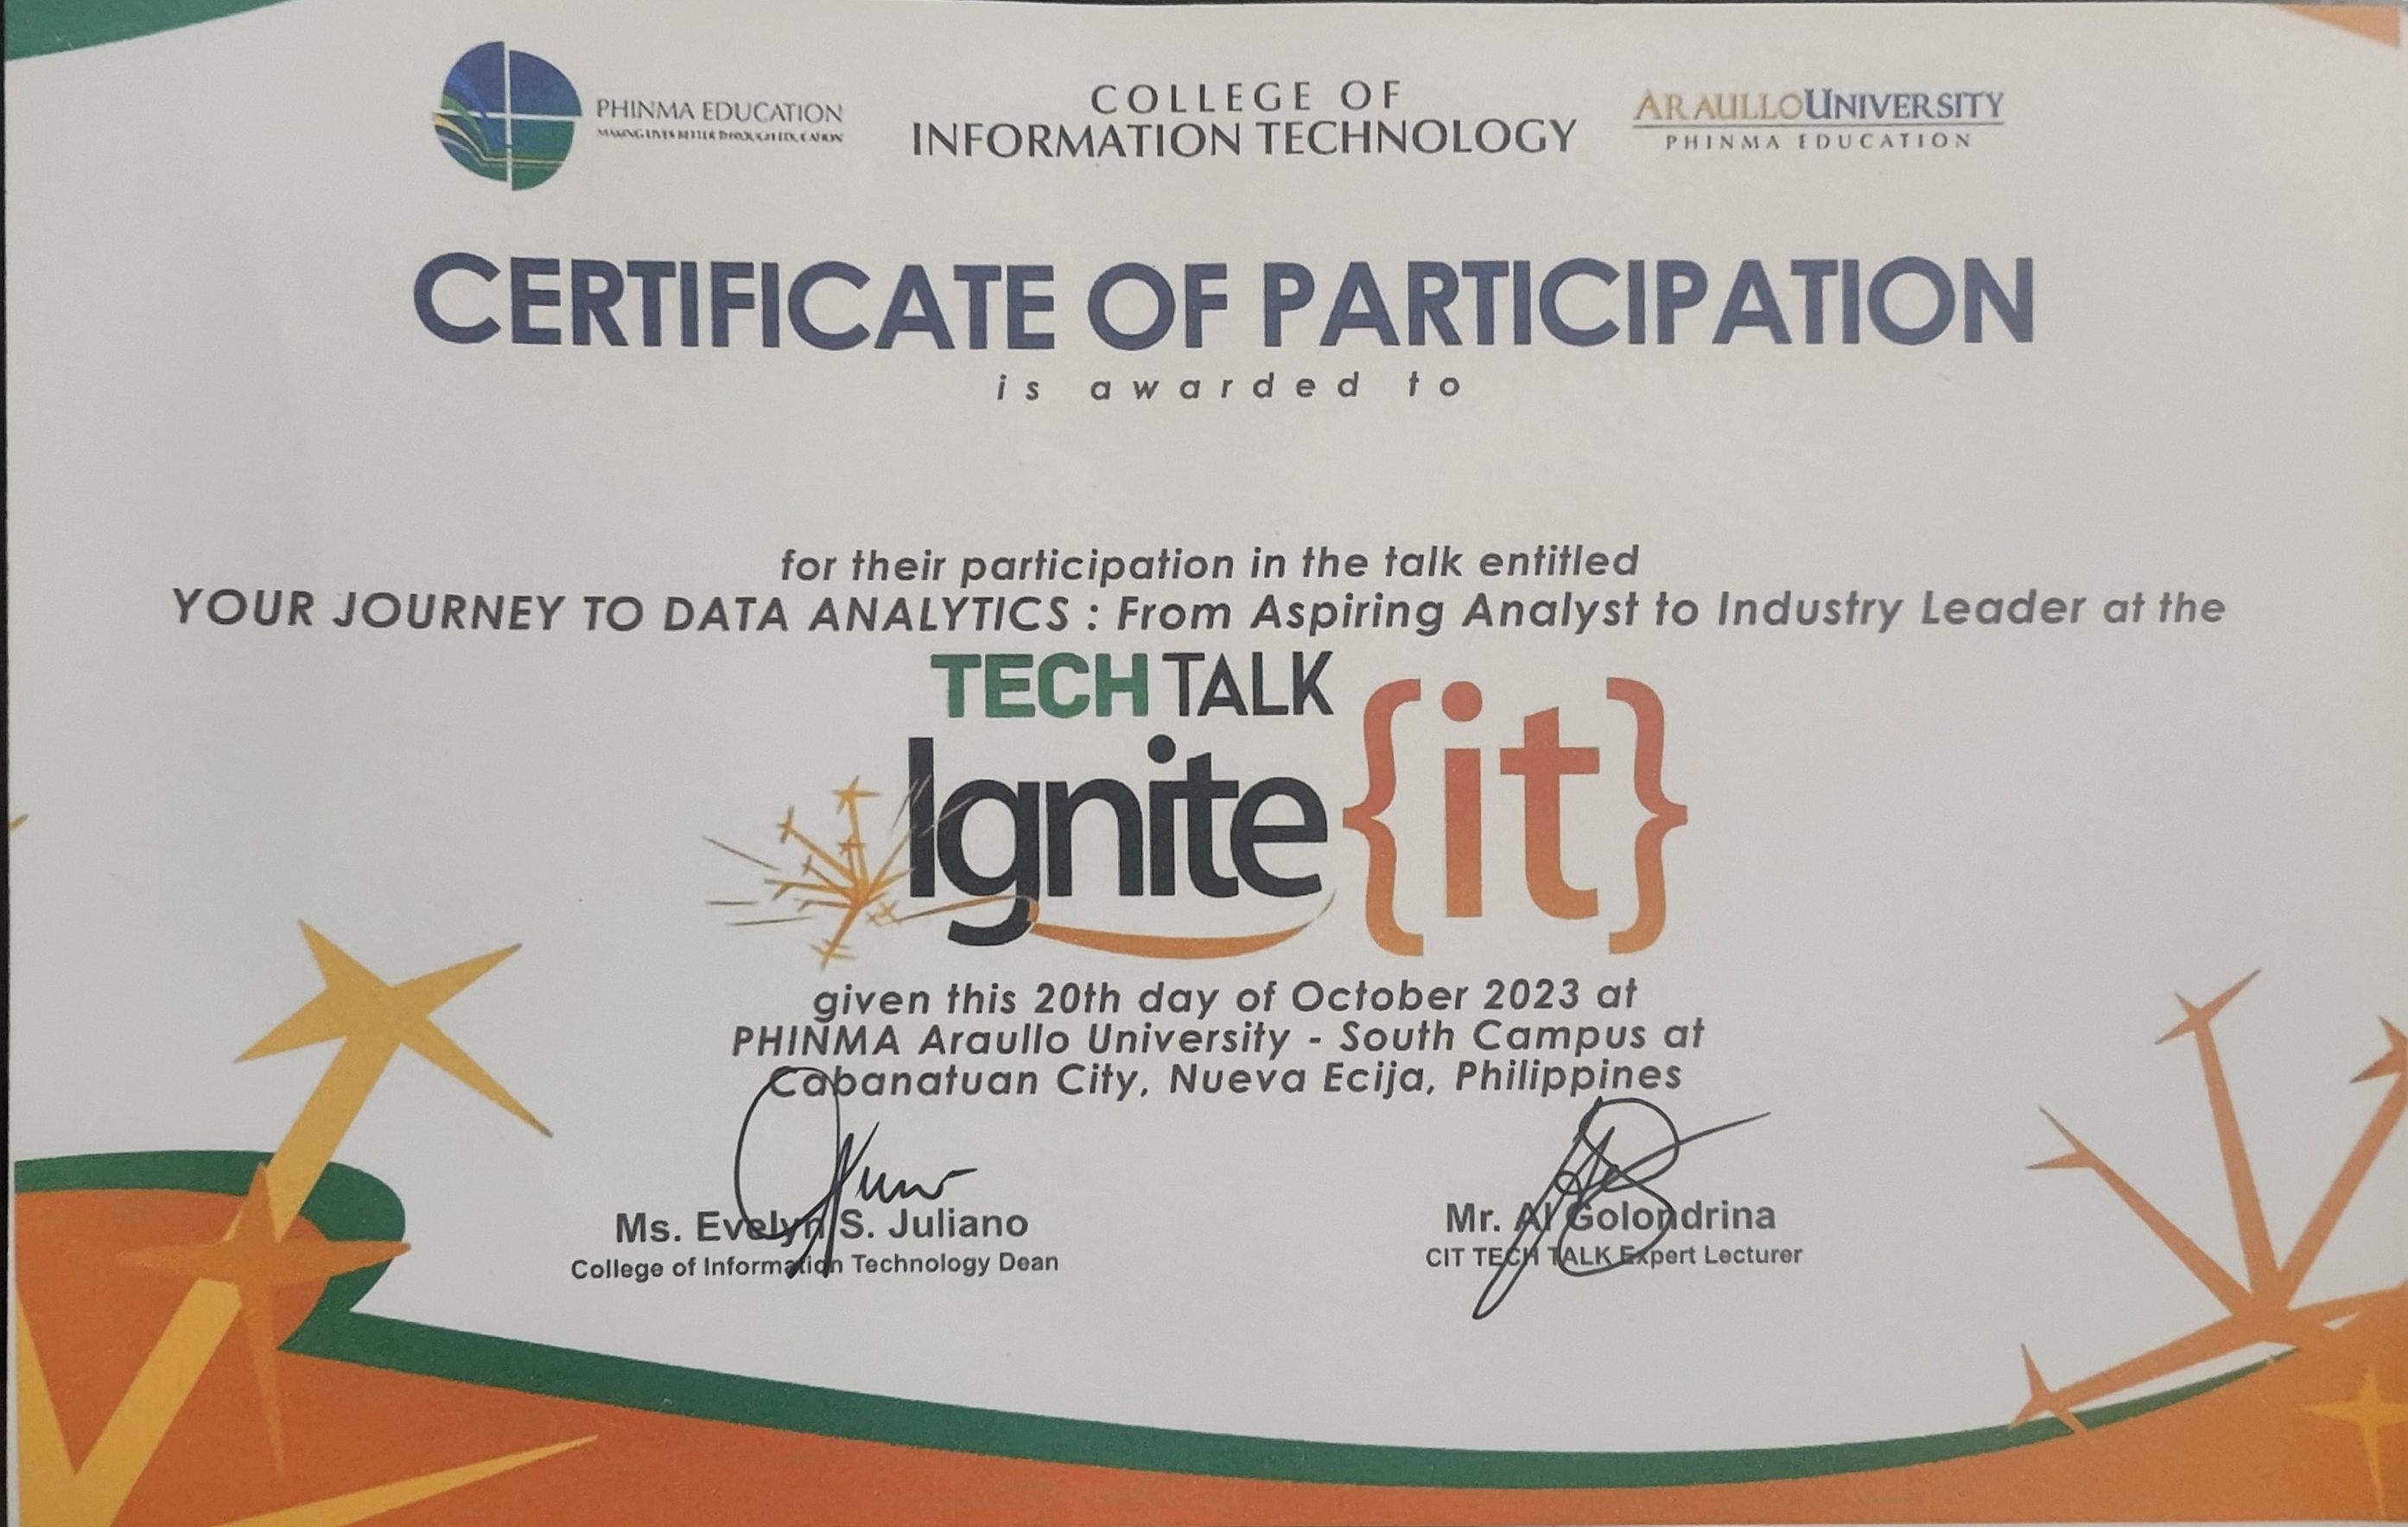 PHINMA EDUCATION
MAKING LIVES BETTER THROUGH EDUCATION
COLLEGE OF
INFORMATION TECHNOLOGY
ARAULLOUNIVERSITY
PHINMA EDUCATION
CERTIFICATE OF PARTICIPATION
is awarded to
for their participation in the talk entitled
YOUR JOURNEY TO DATA ANALYTICS : From Aspiring Analyst to Industry Leader at the
TECH TALK
Ignite {it}
given this 20th day of October 2023 at
PHINMA Araullo University - South Campus at
Cabanatuan City, Nueva Ecija, Philippines
Ms. Evelyn S. Juliano
College of Information Technology Dean
Mr. Al Golondrina
CIT TECH TALK Expert Lecturer